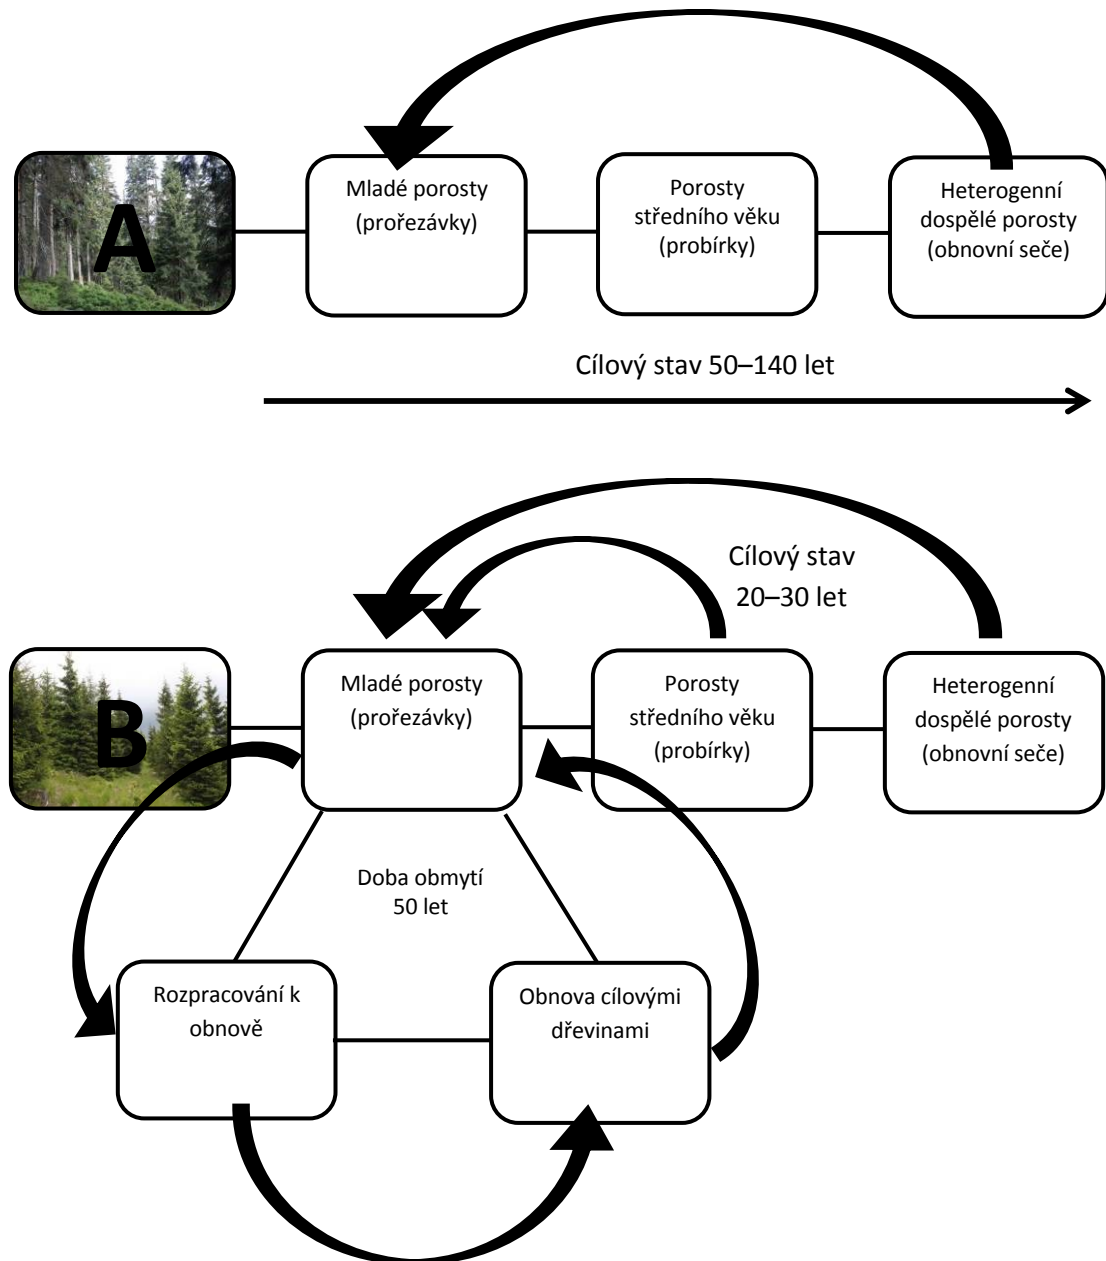 A
Mladé porosty
(prořezávky)
Porosty
středního věku
(probírky)
Heterogenní
dospělé porosty
(obnovní seče)
Cílový stav 50–140 let
Cílový stav
20–30 let
B
Mladé porosty
(prořezávky)
Porosty
středního věku
(probírky)
Heterogenní
dospělé porosty
(obnovní seče)
Doba obmytí
50 let
Rozpracování k
obnově
Obnova cílovými
dřevinami